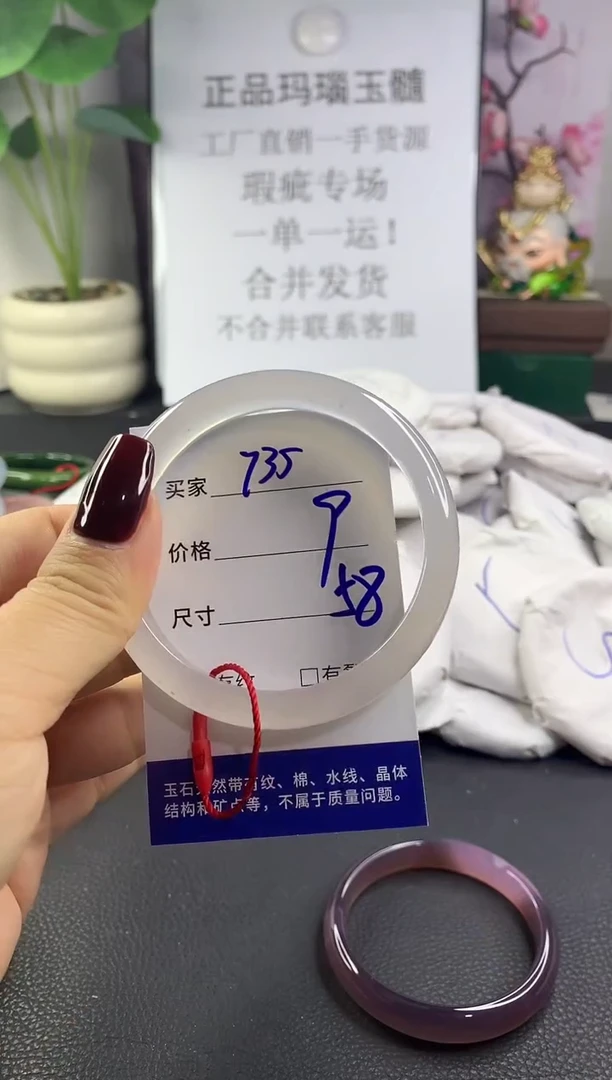 正品玛瑙玉髓
工厂直销一手货源
瑕疵专场
一单一运！
合并发货
不合并联系客服
买家 735
价格 9
尺寸 58
□有
玉石 然带石纹、棉、水线、晶体
结构和矿点等，不属于质量问题。